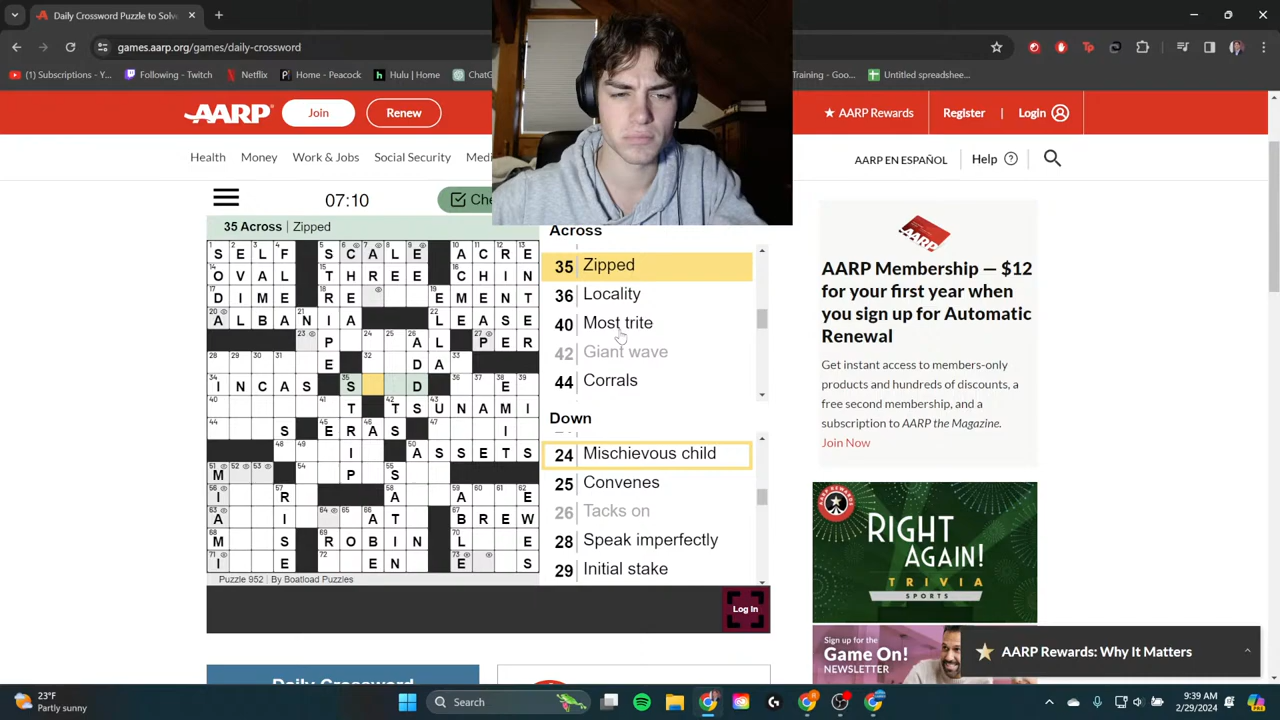 Daily Crossword Puzzle to Solv
games.aarp.org/games/daily-crossword
(1) Subscriptions - Y...
Following - Twitch
Netflix
Home - Peacock
Hulu | Home
ChatG
Training - Goo...
Untitled spreadshee...
AARP
Join
Renew
AARP Rewards
Register
Login
Health
Money
Work & Jobs
Social Security
Medi
AARP EN ESPAÑOL
Help
07:10
Che
35 Across | Zipped
S E L F S C A L E A C R E
O V A L T H R E E C H I N
D I M E R E E M E N T
A L B A N I A L E A S E
P A L P E R
E D D A
I N C A S S D E
T T S U N A M I
S E R A S I
I A S S E T S
M P S
I R A A E
A I A T B R E W
M S R O B I N L E
I E E N E S
Puzzle 952 | By Boatload Puzzles
Across
35 Zipped
36 Locality
40 Most trite
42 Giant wave
44 Corrals
Down
24 Mischievous child
25 Convenes
26 Tacks on
28 Speak imperfectly
29 Initial stake
Log In
Daily Crossword
AARP Membership — $12
for your first year when
you sign up for Automatic
Renewal
Get instant access to members-only
products and hundreds of discounts, a
free second membership, and a
subscription to AARP the Magazine.
Join Now
RIGHT
AGAIN!
TRIVIA
SPORTS
Sign up for the
Game On!
NEWSLETTER
AARP Rewards: Why It Matters
23°F
Partly sunny
Search
9:39 AM
2/29/2024